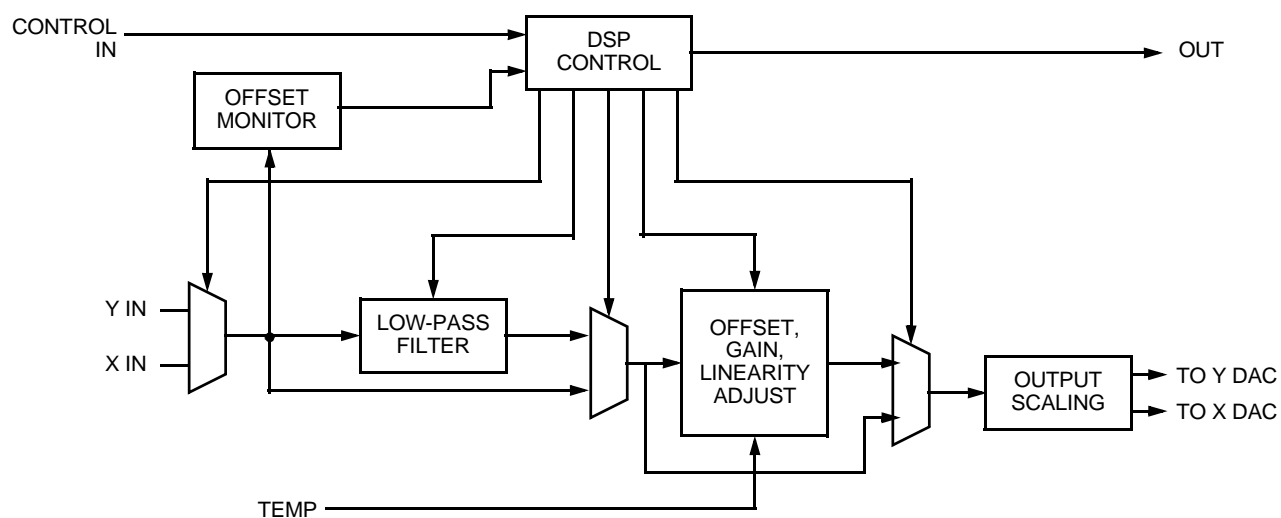 CONTROL
IN
DSP
CONTROL
OUT
OFFSET
MONITOR
Y IN
X IN
LOW-PASS
FILTER
OFFSET,
GAIN,
LINEARITY
ADJUST
OUTPUT
SCALING
TO Y DAC
TO X DAC
TEMP